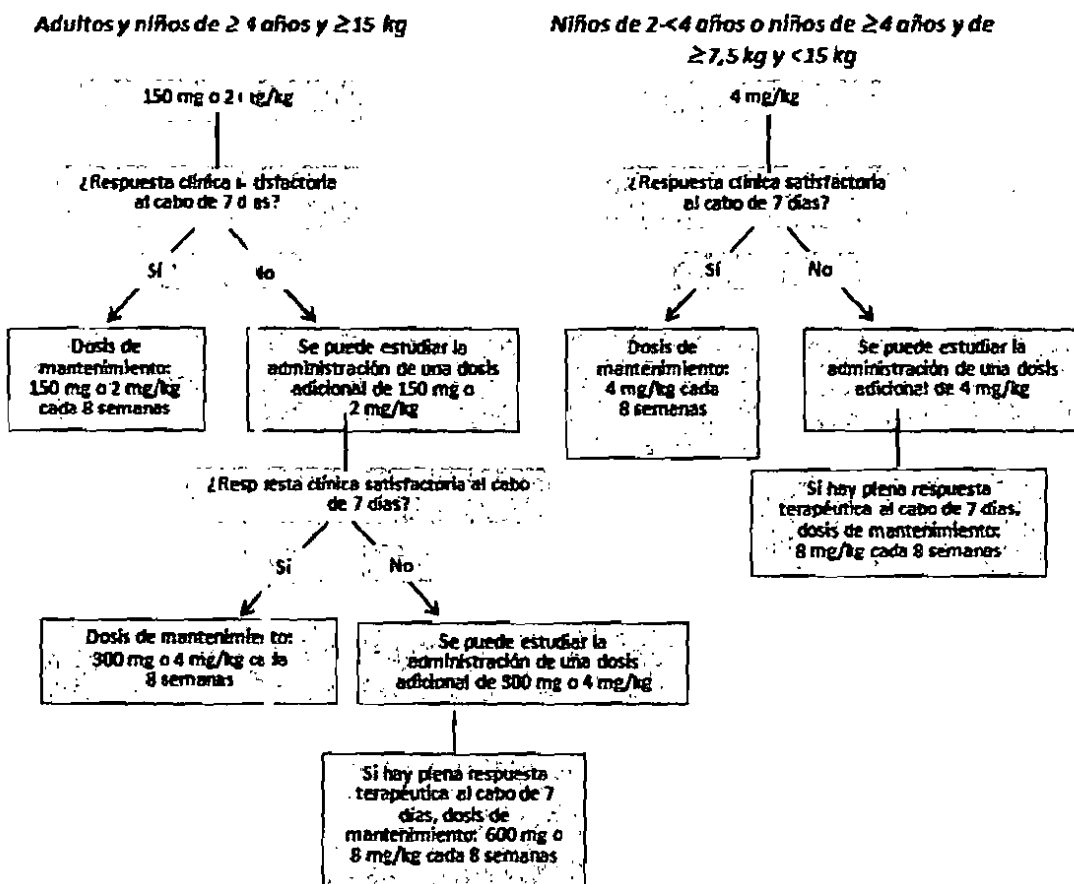 Adultos y niños de ≥ 4 años y ≥15 kg
150 mg o 2 mg/kg
¿Respuesta clínica satisfactoria
al cabo de 7 días?
Sí
No
Dosis de
mantenimiento:
150 mg o 2 mg/kg
cada 8 semanas
Se puede estudiar la
administración de una dosis
adicional de 150 mg o
2 mg/kg
¿Respuesta clínica satisfactoria al cabo
de 7 días?
Sí
No
Dosis de mantenimiento:
300 mg o 4 mg/kg cada
8 semanas
Se puede estudiar la
administración de una dosis
adicional de 300 mg o 4 mg/kg
Si hay plena respuesta
terapéutica al cabo de 7
días, dosis de
mantenimiento: 600 mg o
8 mg/kg cada 8 semanas
Niños de 2-<4 años o niños de ≥4 años y de
≥7,5 kg y <15 kg
4 mg/kg
¿Respuesta clínica satisfactoria
al cabo de 7 días?
Sí
No
Dosis de
mantenimiento:
4 mg/kg cada
8 semanas
Se puede estudiar la
administración de una dosis
adicional de 4 mg/kg
Si hay plena respuesta
terapéutica al cabo de 7 días,
dosis de mantenimiento:
8 mg/kg cada 8 semanas